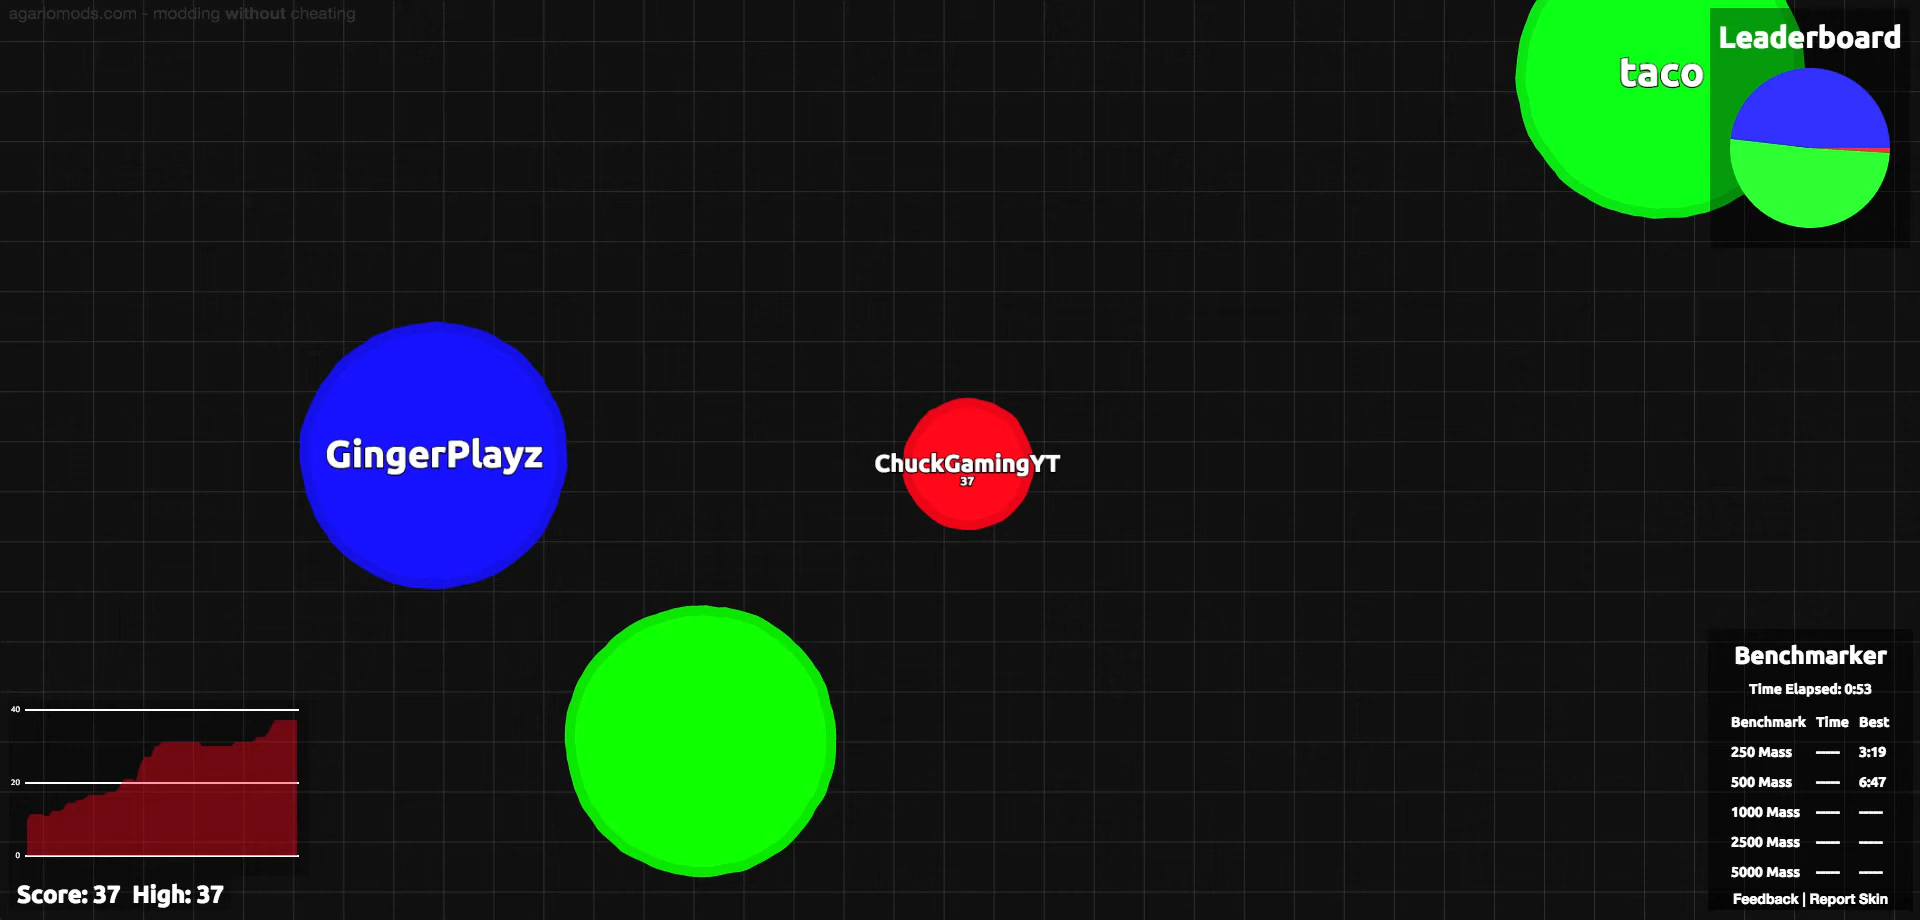 agariomods.com - modding without cheating
Leaderboard
taco
GingerPlayz
ChuckGamingYT
37
Benchmarker
Time Elapsed: 0:53
Benchmark Time Best
250 Mass —— 3:19
500 Mass —— 6:47
1000 Mass —— ——
2500 Mass —— ——
5000 Mass —— ——
Feedback | Report Skin
40
20
0
Score: 37 High: 37